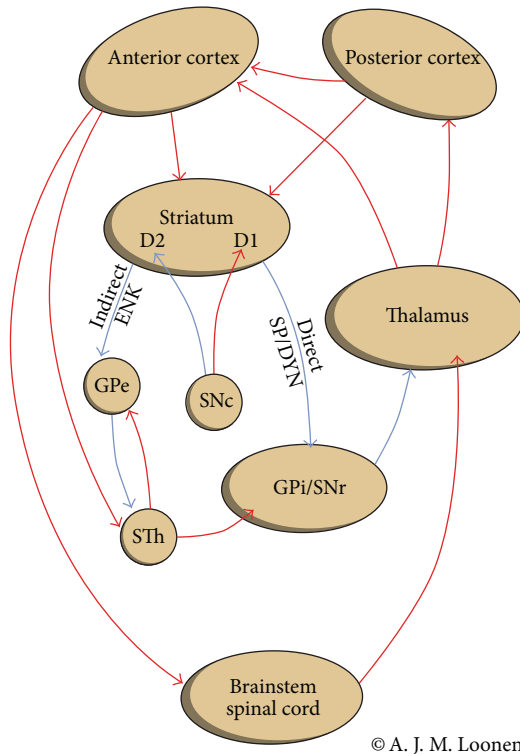 Anterior cortex
Posterior cortex
Striatum
D2 D1
Indirect
ENK
Direct
SP/DYN
Thalamus
GPe
SNc
GPi/SNr
STh
Brainstem
spinal cord
© A. J. M. Loonen